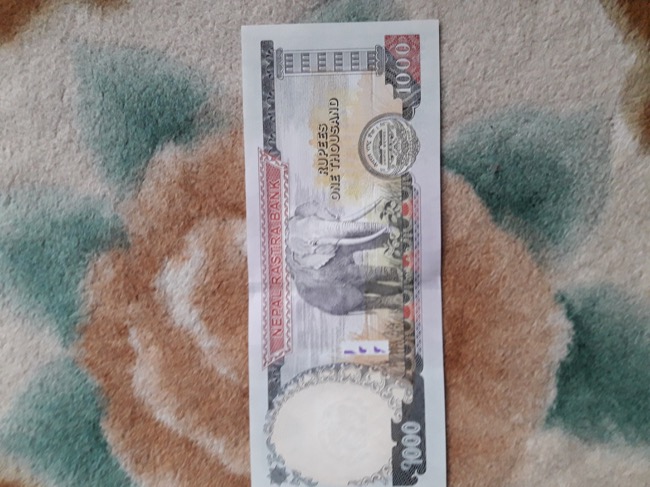 NEPAL RASTRA BANK
RUPEES
ONE THOUSAND
१०००
1000